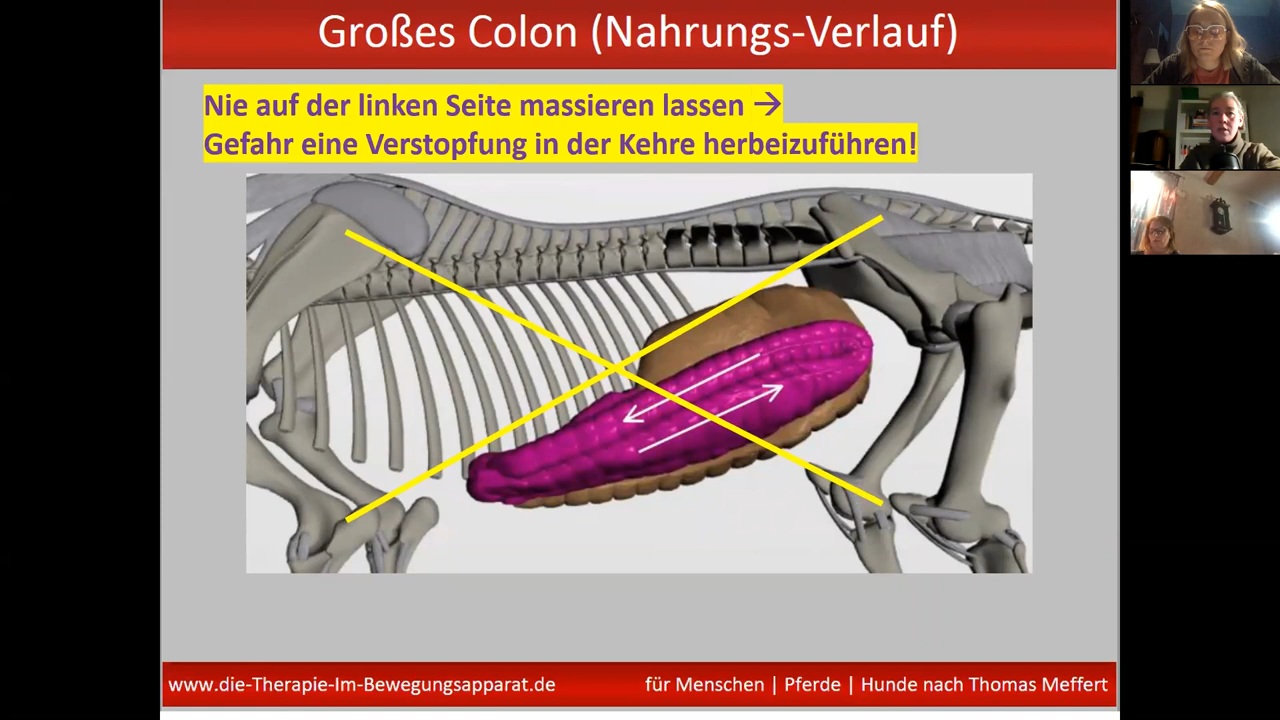 Großes Colon (Nahrungs-Verlauf)
Nie auf der linken Seite massieren lassen →
Gefahr eine Verstopfung in der Kehre herbeizuführen!
www.die-Therapie-Im-Bewegungsapparat.de
für Menschen | Pferde | Hunde nach Thomas Meffert